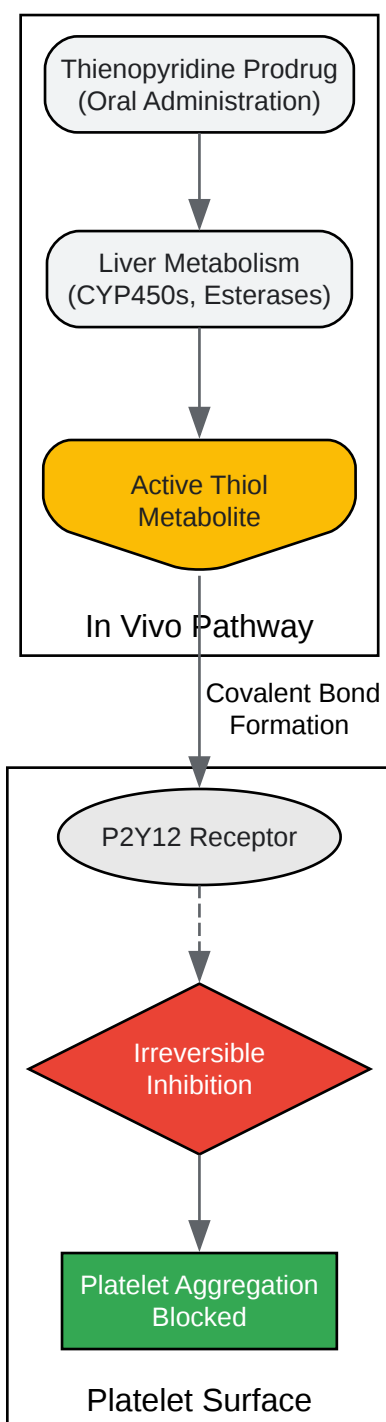 Thienopyridine Prodrug
(Oral Administration)
Liver Metabolism
(CYP450s, Esterases)
Active Thiol
Metabolite
In Vivo Pathway
Covalent Bond
Formation
P2Y12 Receptor
Irreversible
Inhibition
Platelet Aggregation
Blocked
Platelet Surface